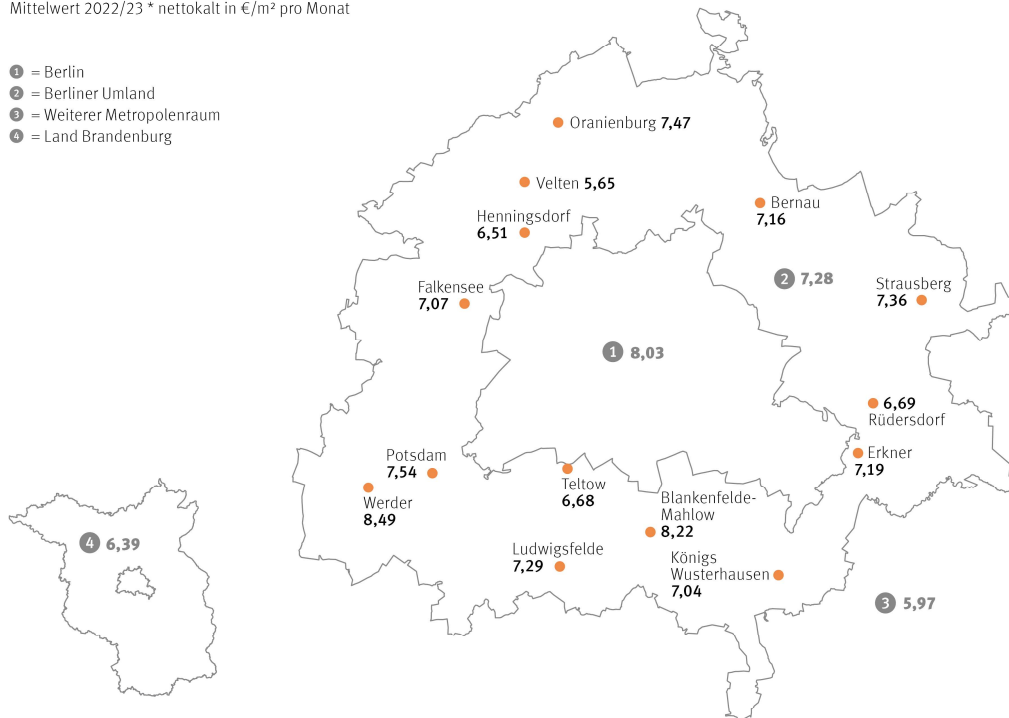 Mittelwert 2022/23 * nettokalt in €/m² pro Monat
1 = Berlin
2 = Berliner Umland
3 = Weiterer Metropolenraum
4 = Land Brandenburg
Oranienburg 7,47
Velten 5,65
Henningsdorf
6,51
Bernau
7,16
2 7,28
Falkensee
7,07
Strausberg
7,36
1 8,03
6,69
Rüdersdorf
Erkner
7,19
Potsdam
7,54
Werder
8,49
Teltow
6,68
Blankenfelde-
Mahlow
8,22
Ludwigsfelde
7,29
Königs
Wusterhausen
7,04
3 5,97
4 6,39